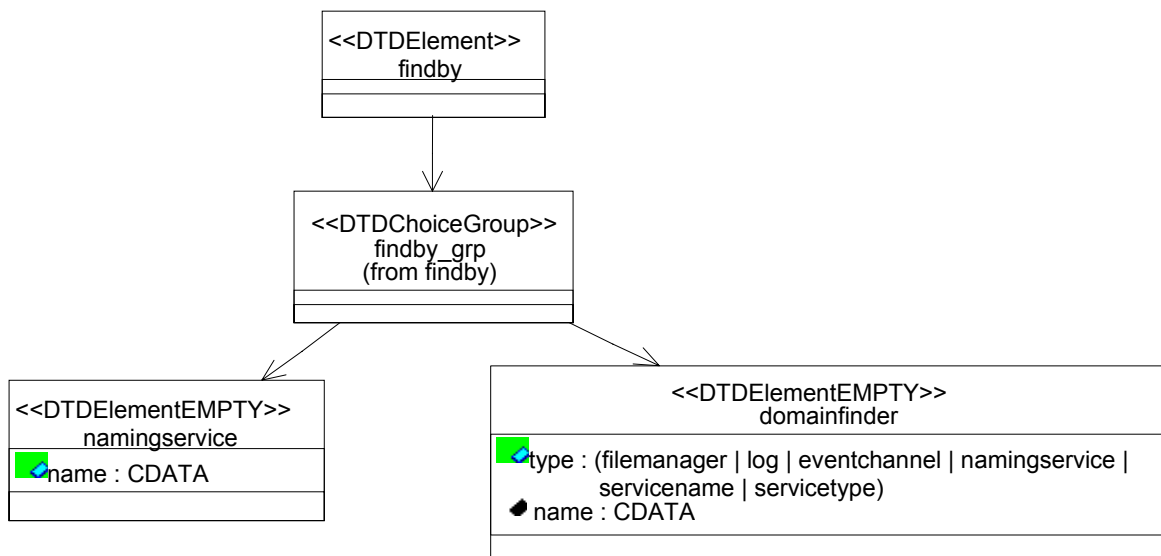 <<DTDElement>>
findby
<<DTDChoiceGroup>>
findby_grp
(from findby)
<<DTDElementEMPTY>>
namingservice
name : CDATA
<<DTDElementEMPTY>>
domainfinder
type : (filemanager | log | eventchannel | namingservice |
servicename | servicetype)
name : CDATA